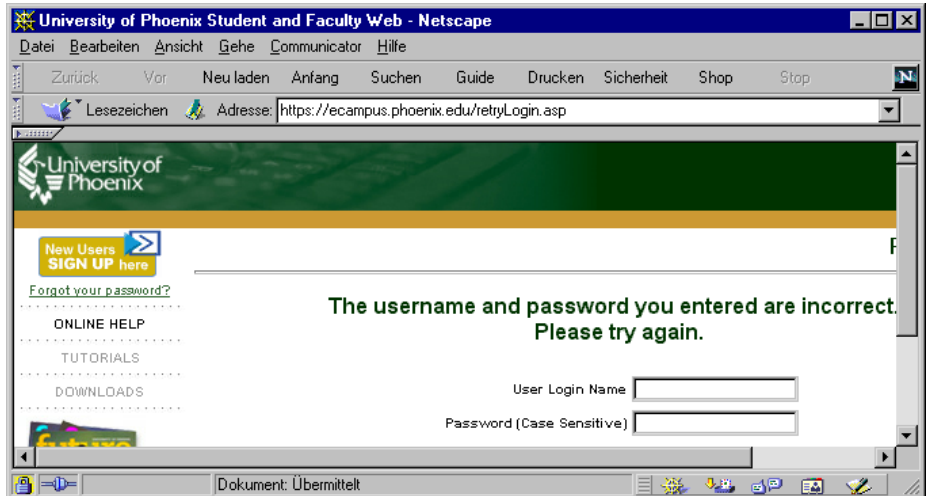 University of Phoenix Student and Faculty Web - Netscape
Datei Bearbeiten Ansicht Gehe Communicator Hilfe
Zurück Vor Neu laden Anfang Suchen Guide Drucken Sicherheit Shop Stop
N
Lesezeichen Adresse: https://ecampus.phoenix.edu/retryLogin.asp
University of
Phoenix
New Users
SIGN UP here
Forgot your password?
ONLINE HELP
TUTORIALS
DOWNLOADS
future
The username and password you entered are incorrect.
Please try again.
User Login Name
Password (Case Sensitive)
Dokument: Übermittelt